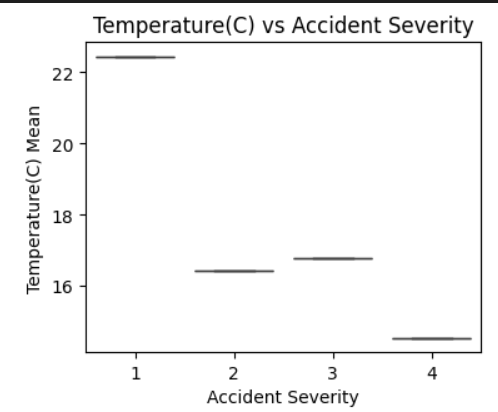 Temperature(C) vs Accident Severity
Temperature(C) Mean
22
20
18
16
1 2 3 4
Accident Severity